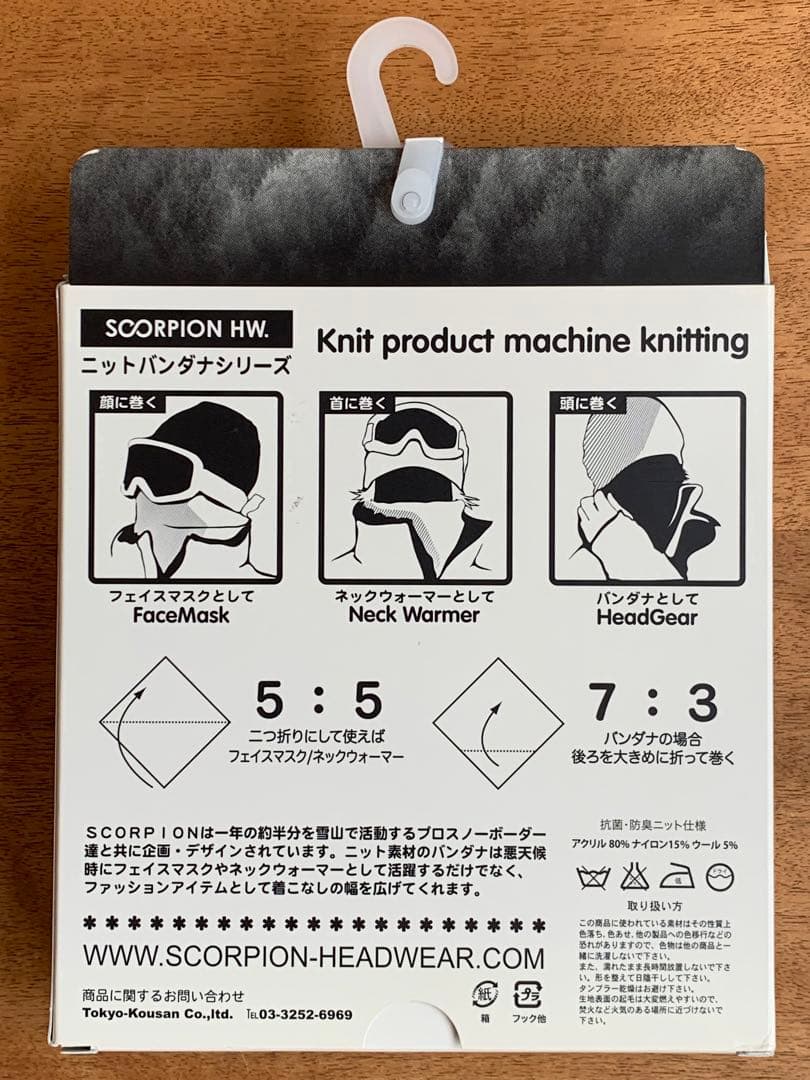 SCORPION HW.
ニットバンダナシリーズ
Knit product machine knitting
顔に巻く
首に巻く
頭に巻く
フェイスマスクとして
FaceMask
ネックウォーマーとして
Neck Warmer
バンダナとして
HeadGear
5 : 5
二つ折りにして使えば
フェイスマスク/ネックウォーマー
7 : 3
バンダナの場合
後ろを大きめに折って巻く
SCORPIONは一年の約半分を雪山で活動するプロスノーボーダー
達と共に企画・デザインされています。ニット素材のバンダナは悪天候
時にフェイスマスクやネックウォーマーとして活躍するだけでなく、
ファッションアイテムとして着こなしの幅を広げてくれます。
* * * * * * * * * * * * * * * * * * * * *
WWW.SCORPION-HEADWEAR.COM
商品に関するお問い合わせ
Tokyo-Kousan Co.,ltd. TEL03-3252-6969
紙
箱
プラ
フック他
抗菌・防臭ニット仕様
アクリル 80% ナイロン15% ウール 5%
低
ドライ
取り扱い方
この商品に使われている素材はその性質上
色落ち、色あせ、他の製品への色移行などの
恐れがありますので、色物は他の商品と一
緒に洗濯しないで下さい。
また、濡れたまま長時間放置しないで下さ
い。形を整えて日陰干しして下さい。
タンブラー乾燥はお避け下さい。
生地表面の起毛は大変燃えやすいので、
焚火など火気のある場所に近づけないで
下さい。